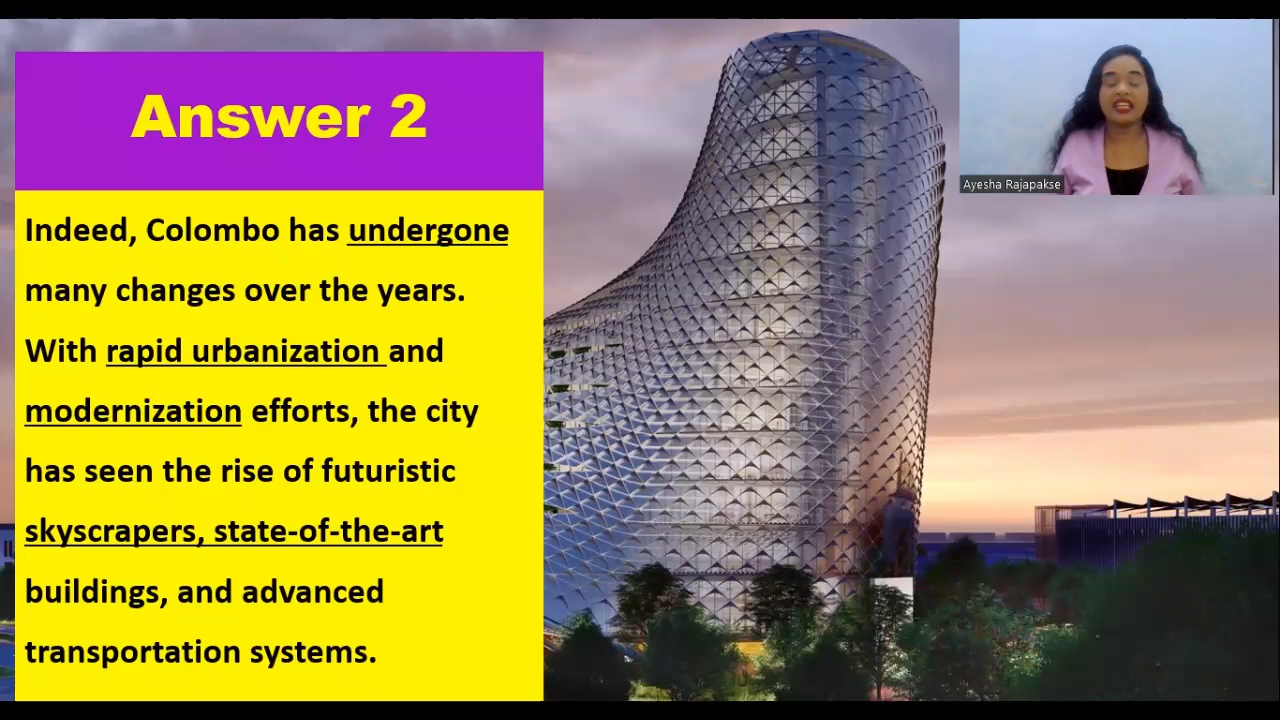 Answer 2
Indeed, Colombo has undergone
many changes over the years.
With rapid urbanization and
modernization efforts, the city
has seen the rise of futuristic
skyscrapers, state-of-the-art
buildings, and advanced
transportation systems.
Ayesha Rajapakse